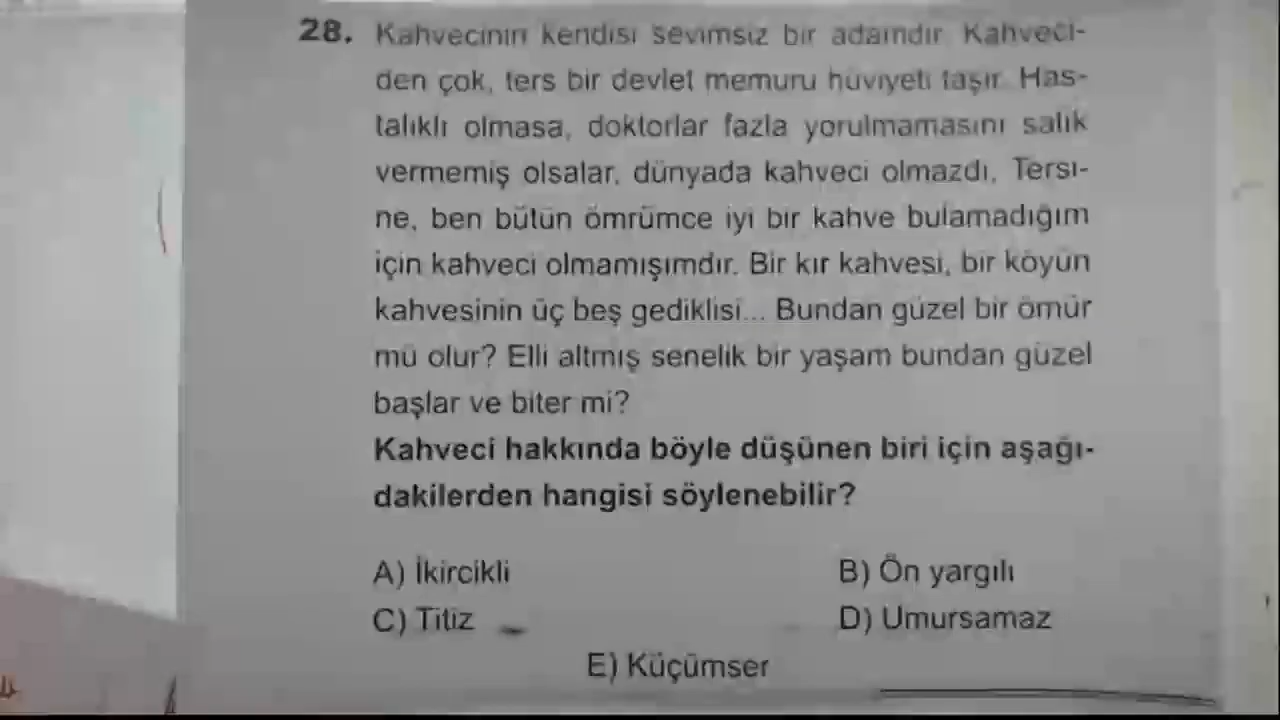 28. Kahvecinin kendisi sevimsiz bir adamdır. Kahveci-
den çok, ters bir devlet memuru hüviyeti taşır. Has-
talıklı olmasa, doktorlar fazla yorulmamasını salık
vermemiş olsalar, dünyada kahveci olmazdı. Tersi-
ne, ben bütün ömrümce iyi bir kahve bulamadığım
için kahveci olmamışımdır. Bir kır kahvesi, bir köyün
kahvesinin üç beş gediklisi... Bundan güzel bir ömür
mü olur? Elli altmış senelik bir yaşam bundan güzel
başlar ve biter mi?
Kahveci hakkında böyle düşünen biri için aşağı-
dakilerden hangisi söylenebilir?
A) İkircikli B) Ön yargılı
C) Titiz D) Umursamaz
E) Küçümser